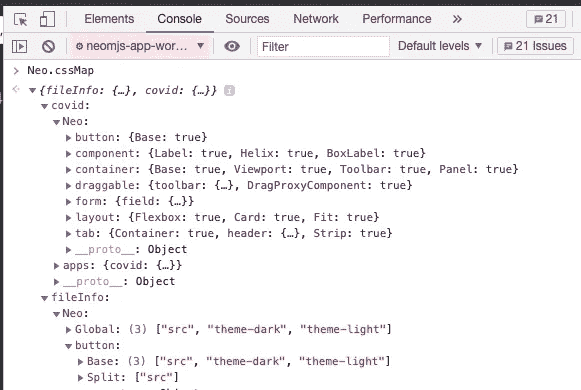 Elements Console Sources Network Performance » 21
neomjs-app-wor... ▼ Filter Default levels ▼ 21 Issues
> Neo.cssMap
▼{fileInfo: {…}, covid: {…}} i
▼covid:
▼Neo:
▶button: {Base: true}
▶component: {Label: true, Helix: true, BoxLabel: true}
▶container: {Base: true, Viewport: true, Toolbar: true, Panel: true}
▶draggable: {toolbar: {…}, DragProxyComponent: true}
▶form: {field: {…}}
▶layout: {Flexbox: true, Card: true, Fit: true}
▶tab: {Container: true, header: {…}, Strip: true}
▶__proto__: Object
▶apps: {covid: {…}}
▶__proto__: Object
▼fileInfo:
▼Neo:
▶Global: (3) ["src", "theme-dark", "theme-light"]
▼button:
▶Base: (3) ["src", "theme-dark", "theme-light"]
▶Split: ["src"]